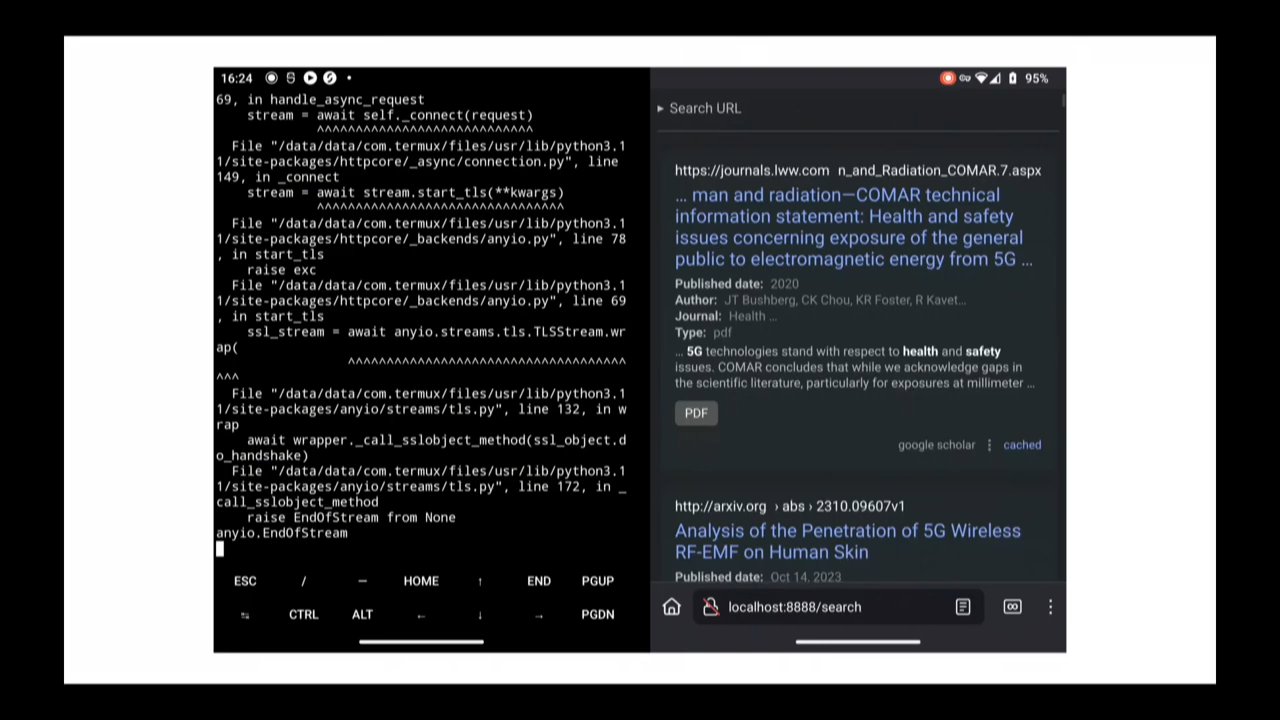 16:24
69, in handle_async_request
stream = await self._connect(request)
^^^^^^^^^^^^^^^^^^^^^^^^^^^^
File "/data/data/com.termux/files/usr/lib/python3.1
1/site-packages/httpcore/_async/connection.py", line
149, in _connect
stream = await stream.start_tls(**kwargs)
^^^^^^^^^^^^^^^^^^^^^^^^^^^^^^^^
File "/data/data/com.termux/files/usr/lib/python3.1
1/site-packages/httpcore/_backends/anyio.py", line 78
, in start_tls
raise exc
File "/data/data/com.termux/files/usr/lib/python3.1
1/site-packages/httpcore/_backends/anyio.py", line 69
, in start_tls
ssl_stream = await anyio.streams.tls.TLSStream.wr
ap(
^^^^^^^^^^^^^^^^^^^^^^^^^^^^^^^^^^^^
^^^
File "/data/data/com.termux/files/usr/lib/python3.1
1/site-packages/anyio/streams/tls.py", line 132, in w
rap
await wrapper._call_sslobject_method(ssl_object.d
o_handshake)
File "/data/data/com.termux/files/usr/lib/python3.1
1/site-packages/anyio/streams/tls.py", line 172, in _
call_sslobject_method
raise EndOfStream from None
anyio.EndOfStream
ESC / — HOME ↑ END PGUP
CTRL ALT ← ↓ → PGDN
95%
▸ Search URL
https://journals.lww.com n_and_Radiation_COMAR.7.aspx
... man and radiation—COMAR technical
information statement: Health and safety
issues concerning exposure of the general
public to electromagnetic energy from 5G ...
Published date: 2020
Author: JT Bushberg, CK Chou, KR Foster, R Kavet...
Journal: Health ...
Type: pdf
... 5G technologies stand with respect to health and safety
issues. COMAR concludes that while we acknowledge gaps in
the scientific literature, particularly for exposures at millimeter ...
PDF
google scholar ⋮ cached
http://arxiv.org › abs › 2310.09607v1
Analysis of the Penetration of 5G Wireless
RF-EMF on Human Skin
Published date: Oct 14, 2023
localhost:8888/search